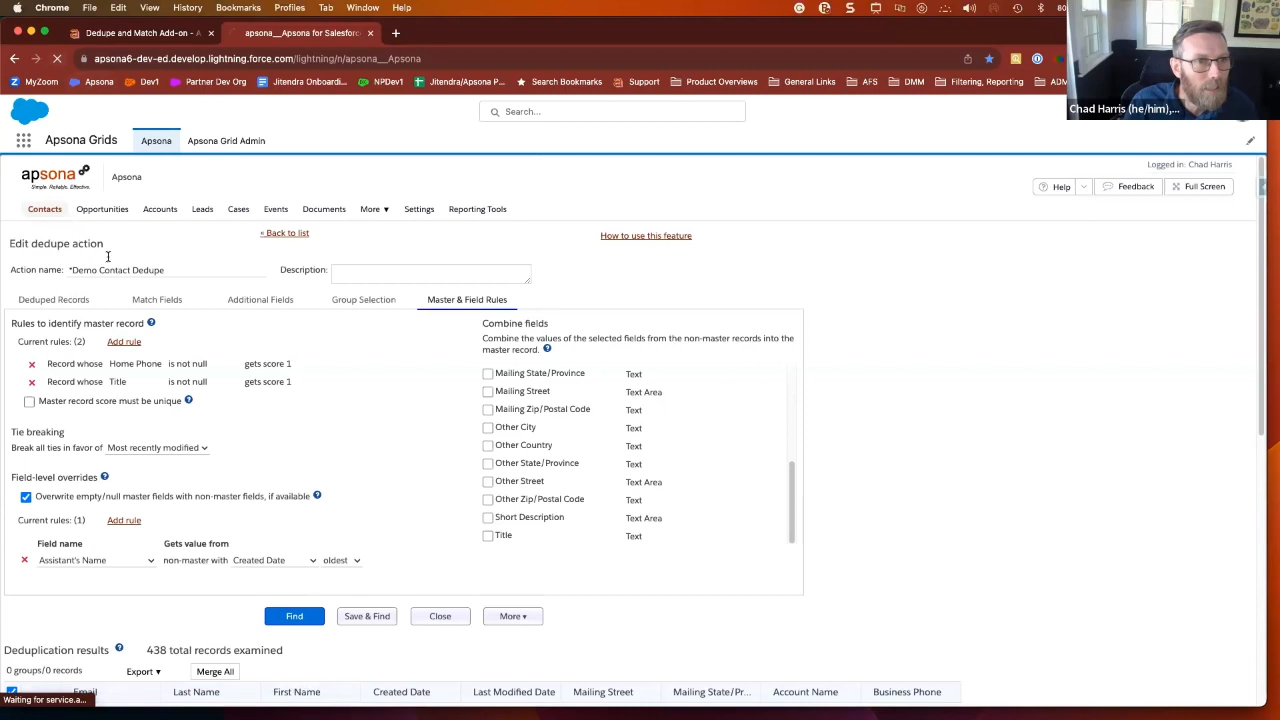 Chrome File Edit View History Bookmarks Profiles Tab Window Help 80
Dedupe and Match Add-on - A apsona__Apsona for Salesforce
apsona6-dev-ed.develop.lightning.force.com/lightning/n/apsona__Apsona
MyZoom Apsona Dev1 Partner Dev Org Jitendra Onboardi... NPDev1 Jitendra/Apsona P... Search Bookmarks Support Product Overviews General Links AFS DMM Filtering, Reporting ADM
Chad Harris (he/him),...
Search...
Apsona Grids Apsona Apsona Grid Admin
Logged in: Chad Harris
apsona
Simple. Reliable. Effective.
Apsona
Help Feedback Full Screen
Contacts Opportunities Accounts Leads Cases Events Documents More ▼ Settings Reporting Tools
« Back to list How to use this feature
Edit dedupe action
Action name: *Demo Contact Dedupe Description:
Deduped Records Match Fields Additional Fields Group Selection Master & Field Rules
Rules to identify master record ?
Current rules: (2) Add rule
Record whose Home Phone is not null gets score 1
Record whose Title is not null gets score 1
Master record score must be unique ?
Tie breaking
Break all ties in favor of Most recently modified
Field-level overrides ?
Overwrite empty/null master fields with non-master fields, if available ?
Current rules: (1) Add rule
Field name Gets value from
Assistant's Name non-master with Created Date oldest
Combine fields
Combine the values of the selected fields from the non-master records into the
master record. ?
Mailing State/Province Text
Mailing Street Text Area
Mailing Zip/Postal Code Text
Other City Text
Other Country Text
Other State/Province Text
Other Street Text Area
Other Zip/Postal Code Text
Short Description Text Area
Title Text
Find Save & Find Close More ▾
Deduplication results ? 438 total records examined
0 groups/0 records Export ▾ Merge All
Email Last Name First Name Created Date Last Modified Date Mailing Street Mailing State/Pr... Account Name Business Phone
Waiting for service.a...